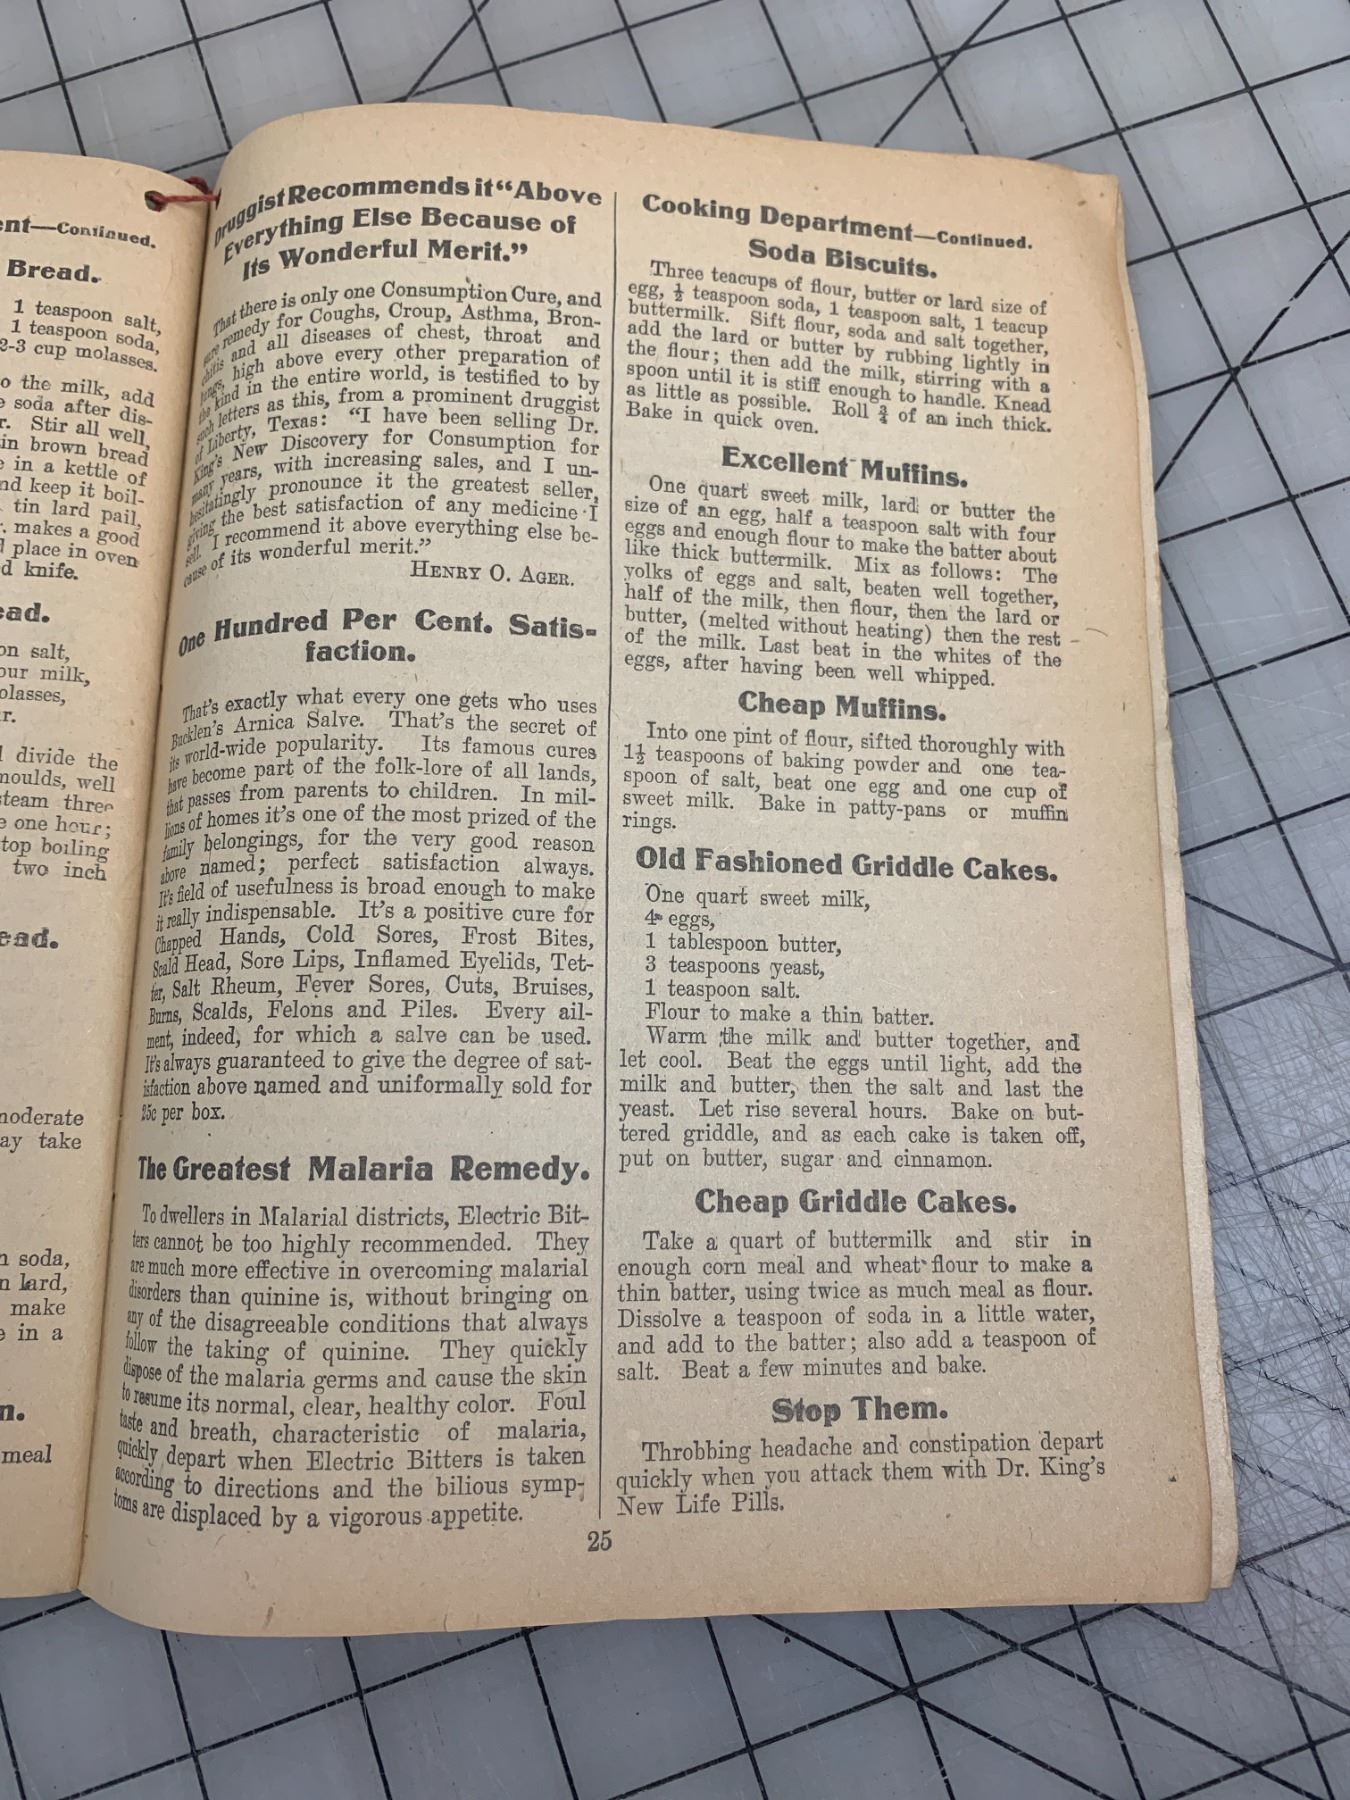 ent—Continued.
Bread.
1 teaspoon salt,
1 teaspoon soda,
2-3 cup molasses.
o the milk, add
e soda after dis-
r. Stir all well,
in brown bread
e in a kettle of
nd keep it boil-
tin lard pail,
r. makes a good
d place in oven
d knife.
ead.
on salt,
our milk,
olasses,
r.
l divide the
moulds, well
steam three
e one hour;
top boiling
two inch
ead.
moderate
ay take
n soda,
n lard,
make
e in a
n.
meal
Druggist Recommends it “Above
Everything Else Because of
Its Wonderful Merit.”
That there is only one Consumption Cure, and
sure remedy for Coughs, Croup, Asthma, Bron-
chitis and all diseases of chest, throat and
lungs, high above every other preparation of
the kind in the entire world, is testified to by
such letters as this, from a prominent druggist
of Liberty, Texas: “I have been selling Dr.
King's New Discovery for Consumption for
many years, with increasing sales, and I un-
hesitatingly pronounce it the greatest seller,
giving the best satisfaction of any medicine I
sell. I recommend it above everything else be-
cause of its wonderful merit.”
HENRY O. AGER.
One Hundred Per Cent. Satis-
faction.
That's exactly what every one gets who uses
Bucklen's Arnica Salve. That's the secret of
its world-wide popularity. Its famous cures
have become part of the folk-lore of all lands,
that passes from parents to children. In mil-
lions of homes it's one of the most prized of the
family belongings, for the very good reason
above named; perfect satisfaction always.
It's field of usefulness is broad enough to make
it really indispensable. It's a positive cure for
Chapped Hands, Cold Sores, Frost Bites,
Scald Head, Sore Lips, Inflamed Eyelids, Tet-
ter, Salt Rheum, Fever Sores, Cuts, Bruises,
Burns, Scalds, Felons and Piles. Every ail-
ment, indeed, for which a salve can be used.
It's always guaranteed to give the degree of sat-
isfaction above named and uniformally sold for
25c per box.
The Greatest Malaria Remedy.
To dwellers in Malarial districts, Electric Bit-
ters cannot be too highly recommended. They
are much more effective in overcoming malarial
disorders than quinine is, without bringing on
any of the disagreeable conditions that always
follow the taking of quinine. They quickly
dispose of the malaria germs and cause the skin
to resume its normal, clear, healthy color. Foul
taste and breath, characteristic of malaria,
quickly depart when Electric Bitters is taken
according to directions and the bilious symp-
toms are displaced by a vigorous appetite.
Cooking Department—Continued.
Soda Biscuits.
Three teacups of flour, butter or lard size of
egg, ½ teaspoon soda, 1 teaspoon salt, 1 teacup
buttermilk. Sift flour, soda and salt together,
add the lard or butter by rubbing lightly in
the flour; then add the milk, stirring with a
spoon until it is stiff enough to handle. Knead
as little as possible. Roll ¾ of an inch thick.
Bake in quick oven.
Excellent Muffins.
One quart sweet milk, lard or butter the
size of an egg, half a teaspoon salt with four
eggs and enough flour to make the batter about
like thick buttermilk. Mix as follows: The
yolks of eggs and salt, beaten well together,
half of the milk, then flour, then the lard or
butter, (melted without heating) then the rest
of the milk. Last beat in the whites of the
eggs, after having been well whipped.
Cheap Muffins.
Into one pint of flour, sifted thoroughly with
1½ teaspoons of baking powder and one tea-
spoon of salt, beat one egg and one cup of
sweet milk. Bake in patty-pans or muffin
rings.
Old Fashioned Griddle Cakes.
One quart sweet milk,
4 eggs,
1 tablespoon butter,
3 teaspoons yeast,
1 teaspoon salt.
Flour to make a thin batter.
Warm the milk and butter together, and
let cool. Beat the eggs until light, add the
milk and butter, then the salt and last the
yeast. Let rise several hours. Bake on but-
tered griddle, and as each cake is taken off,
put on butter, sugar and cinnamon.
Cheap Griddle Cakes.
Take a quart of buttermilk and stir in
enough corn meal and wheat flour to make a
thin batter, using twice as much meal as flour.
Dissolve a teaspoon of soda in a little water,
and add to the batter; also add a teaspoon of
salt. Beat a few minutes and bake.
Stop Them.
Throbbing headache and constipation depart
quickly when you attack them with Dr. King's
New Life Pills.
25